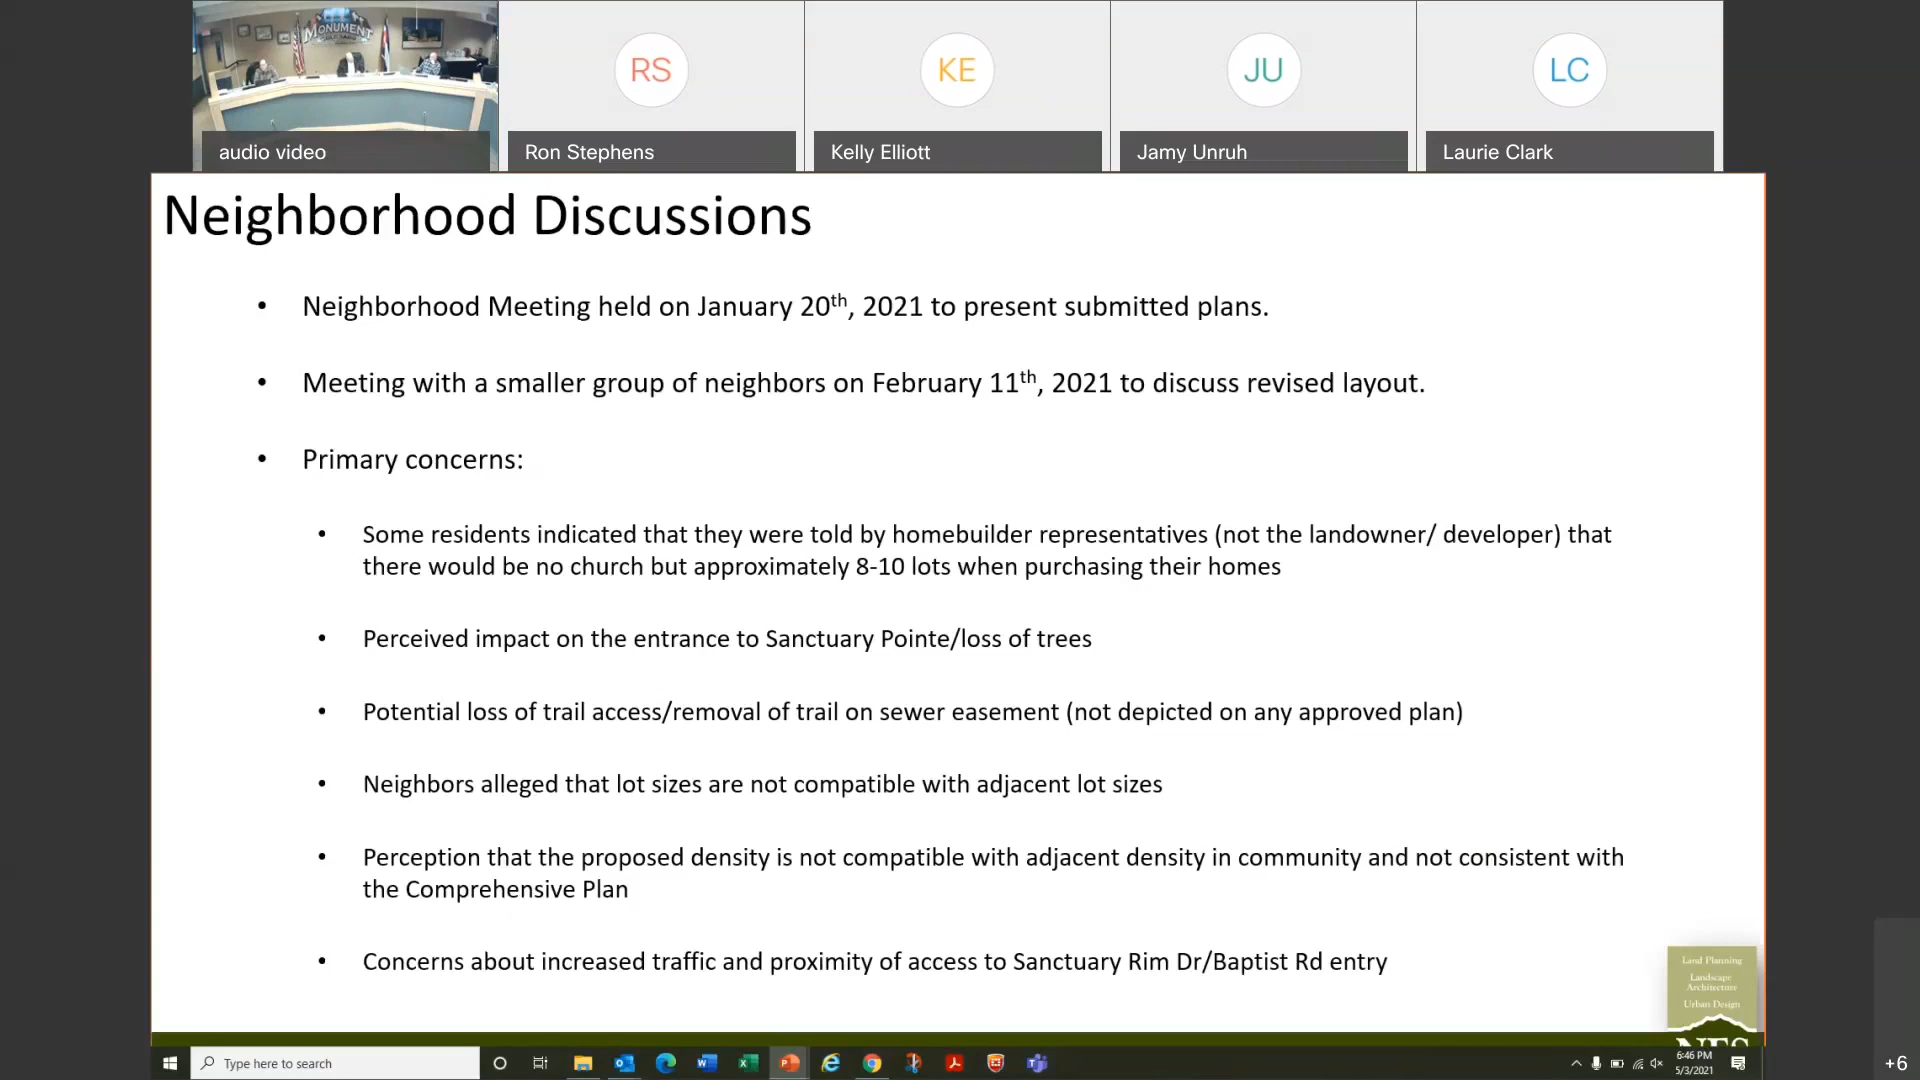 MONUMENT
RS
KE
JU
LC
audio video
Ron Stephens
Kelly Elliott
Jamy Unruh
Laurie Clark
Neighborhood Discussions
• Neighborhood Meeting held on January 20th, 2021 to present submitted plans.
• Meeting with a smaller group of neighbors on February 11th, 2021 to discuss revised layout.
• Primary concerns:
• Some residents indicated that they were told by homebuilder representatives (not the landowner/ developer) that
there would be no church but approximately 8-10 lots when purchasing their homes
• Perceived impact on the entrance to Sanctuary Pointe/loss of trees
• Potential loss of trail access/removal of trail on sewer easement (not depicted on any approved plan)
• Neighbors alleged that lot sizes are not compatible with adjacent lot sizes
• Perception that the proposed density is not compatible with adjacent density in community and not consistent with
the Comprehensive Plan
• Concerns about increased traffic and proximity of access to Sanctuary Rim Dr/Baptist Rd entry
Land Planning
Landscape
Architecture
Urban Design
NES
Type here to search
6:46 PM
5/3/2021
+6